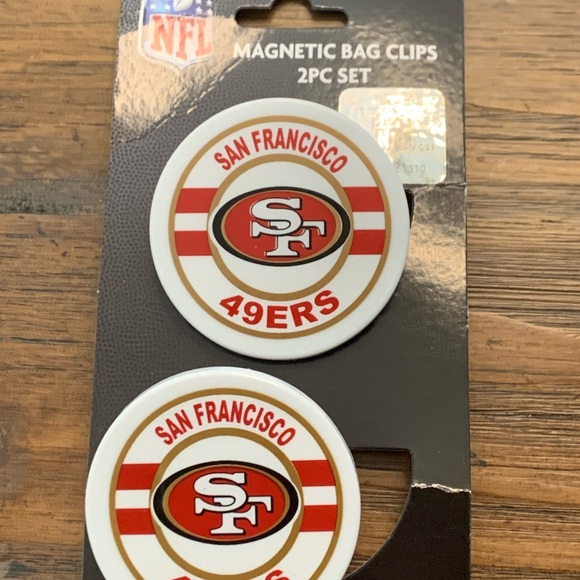 NFL
MAGNETIC BAG CLIPS
2PC SET
SAN FRANCISCO
SF
49ERS
SAN FRANCISCO
SF